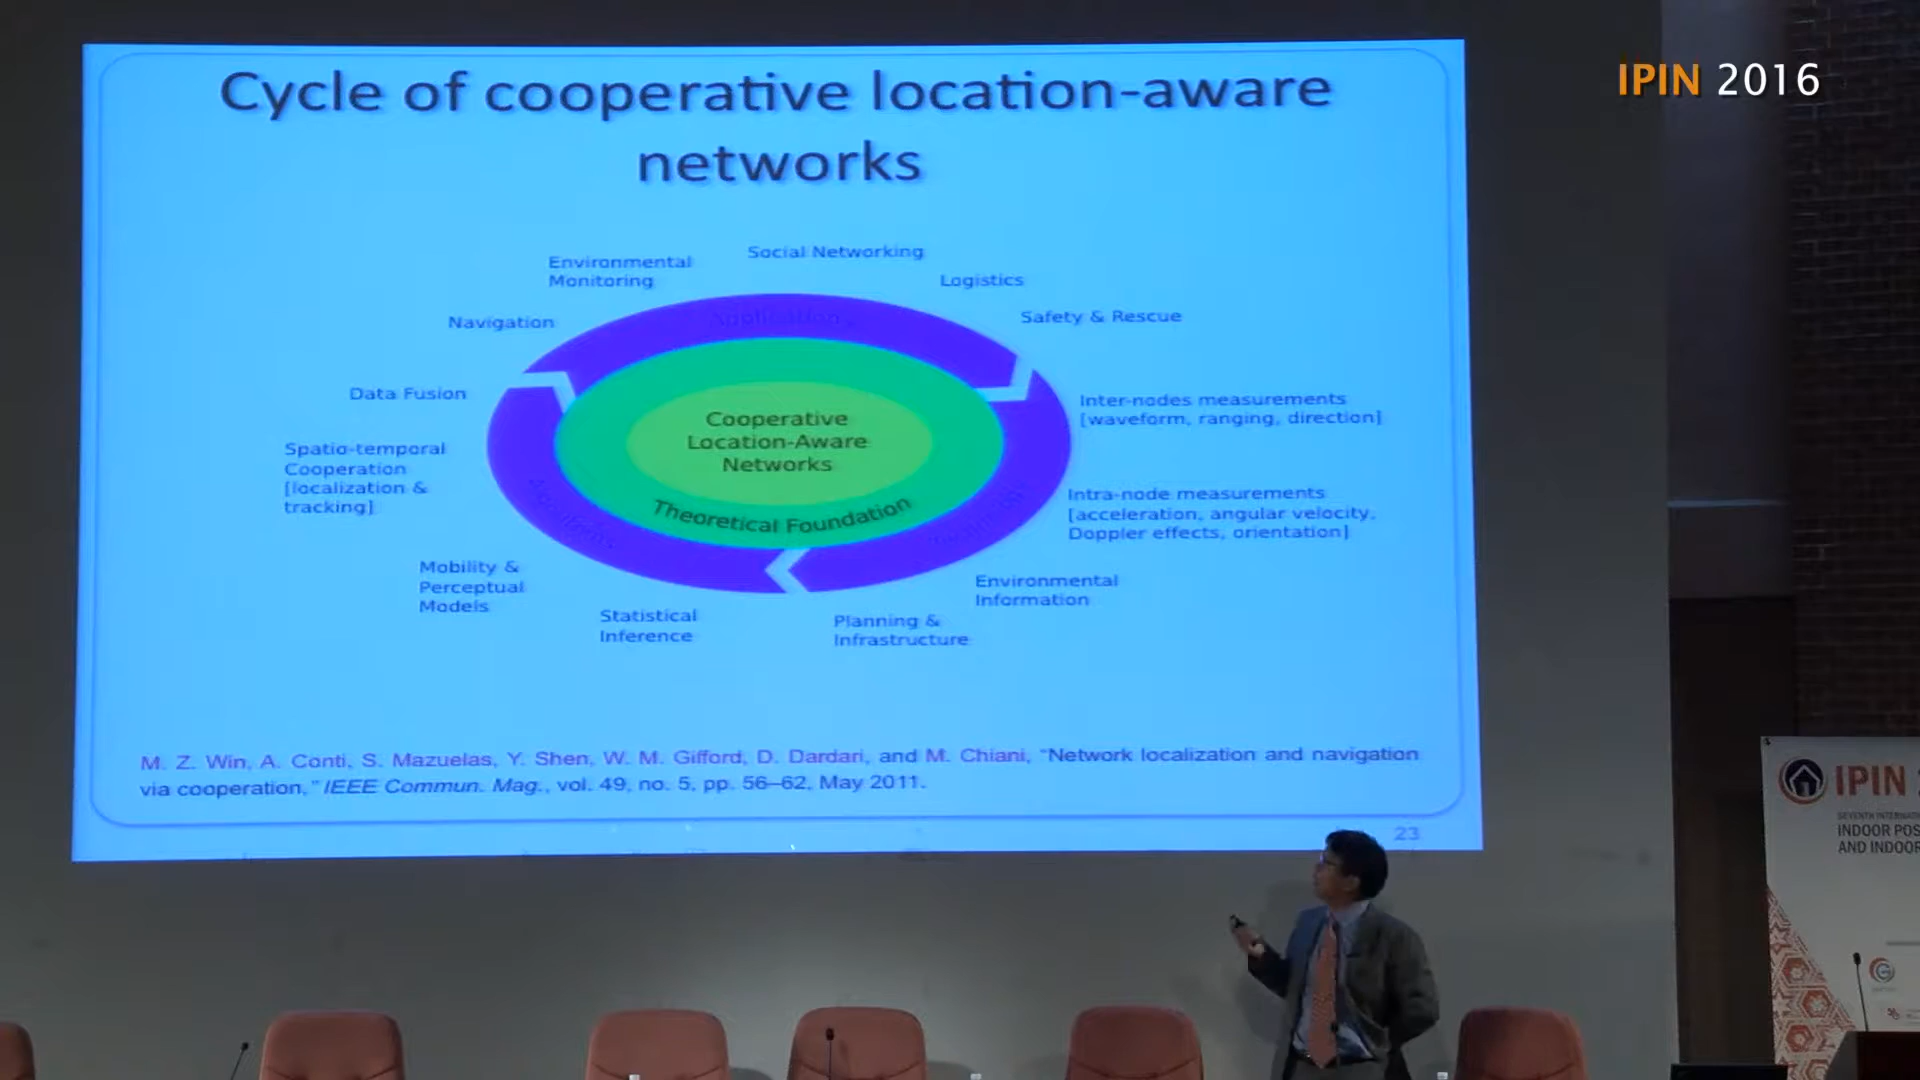 IPIN 2016
Cycle of cooperative location-aware
networks
Social Networking
Environmental
Monitoring
Logistics
Navigation
Safety & Rescue
Applications
Data Fusion
Inter-nodes measurements
[waveform, ranging, direction]
Cooperative
Location-Aware
Networks
Spatio-temporal
Cooperation
[localization &
tracking]
Theoretical Foundation
Intra-node measurements
[acceleration, angular velocity,
Doppler effects, orientation]
Mobility &
Perceptual
Models
Environmental
Information
Statistical
Inference
Planning &
Infrastructure
M. Z. Win, A. Conti, S. Mazuelas, Y. Shen, W. M. Gifford, D. Dardari, and M. Chiani, "Network localization and navigation
via cooperation," IEEE Commun. Mag., vol. 49, no. 5, pp. 56–62, May 2011.
23
IPIN
SEVENTH
INDOOR
AND INDOOR